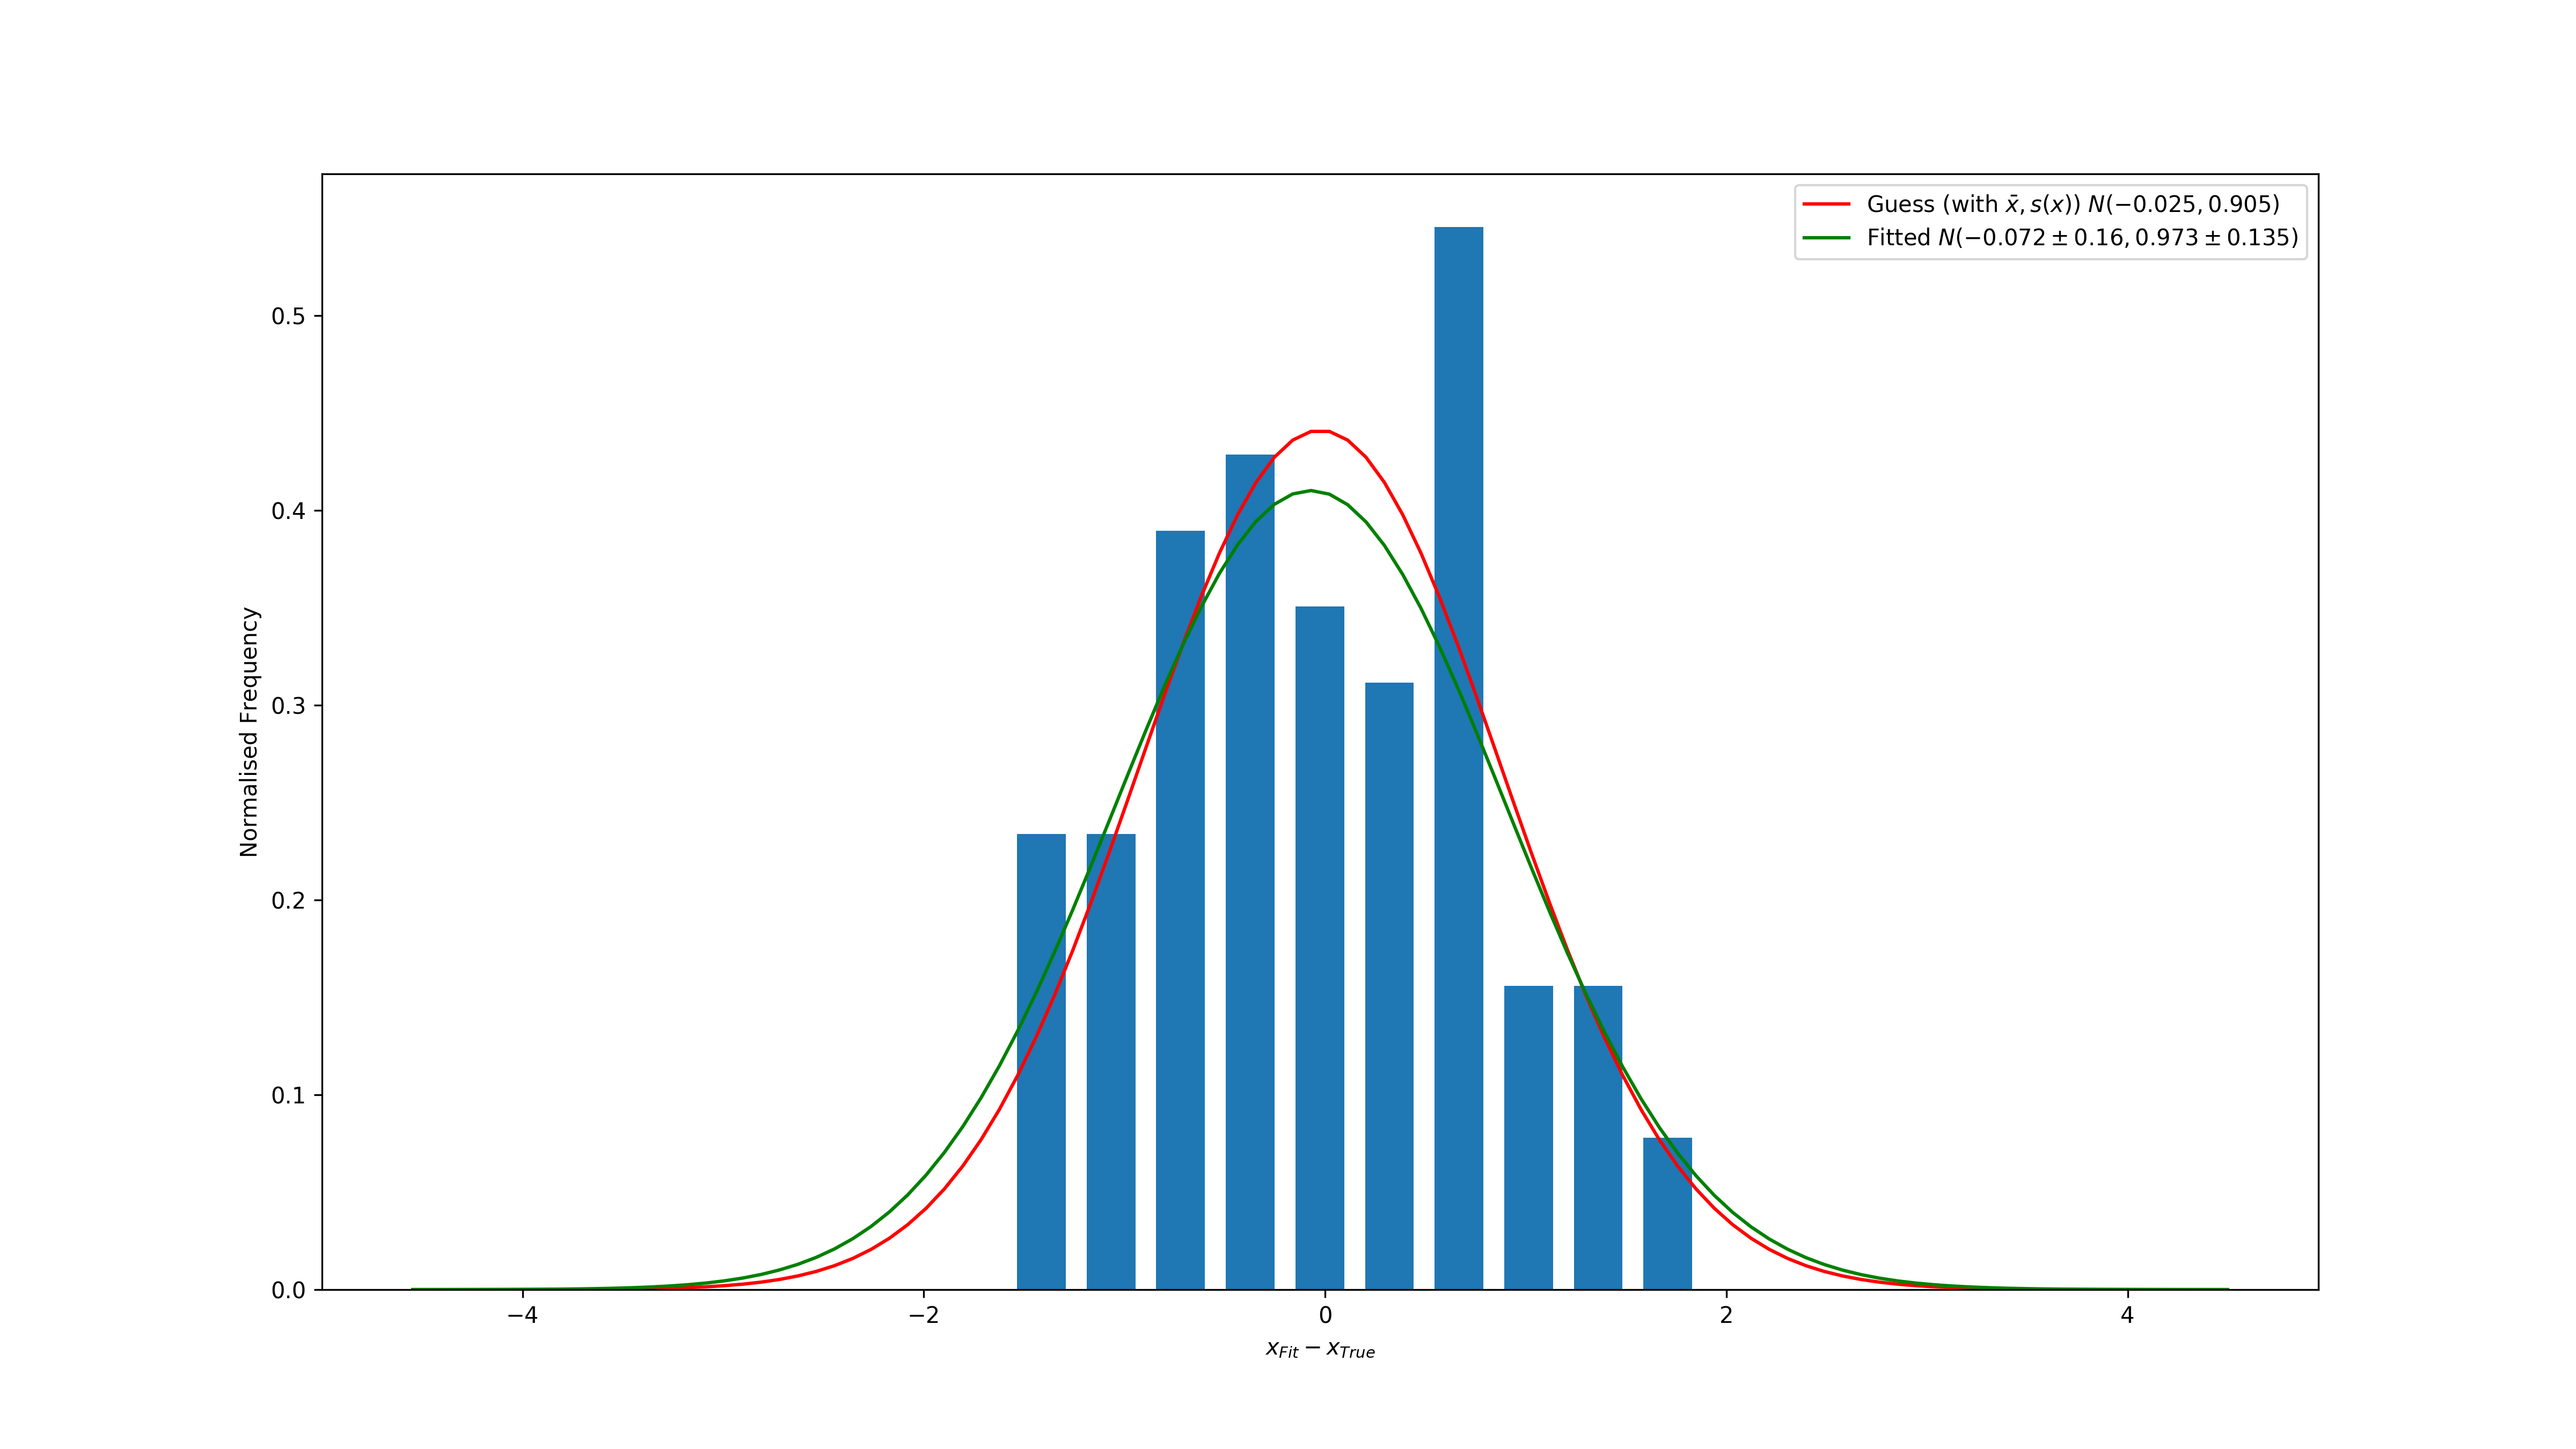 Guess (with x̄, s(x)) N(−0.025, 0.905)
Fitted N(−0.072 ± 0.16, 0.973 ± 0.135)
Normalised Frequency
0.5
0.4
0.3
0.2
0.1
0.0
−4 −2 0 2 4
x_Fit − x_True